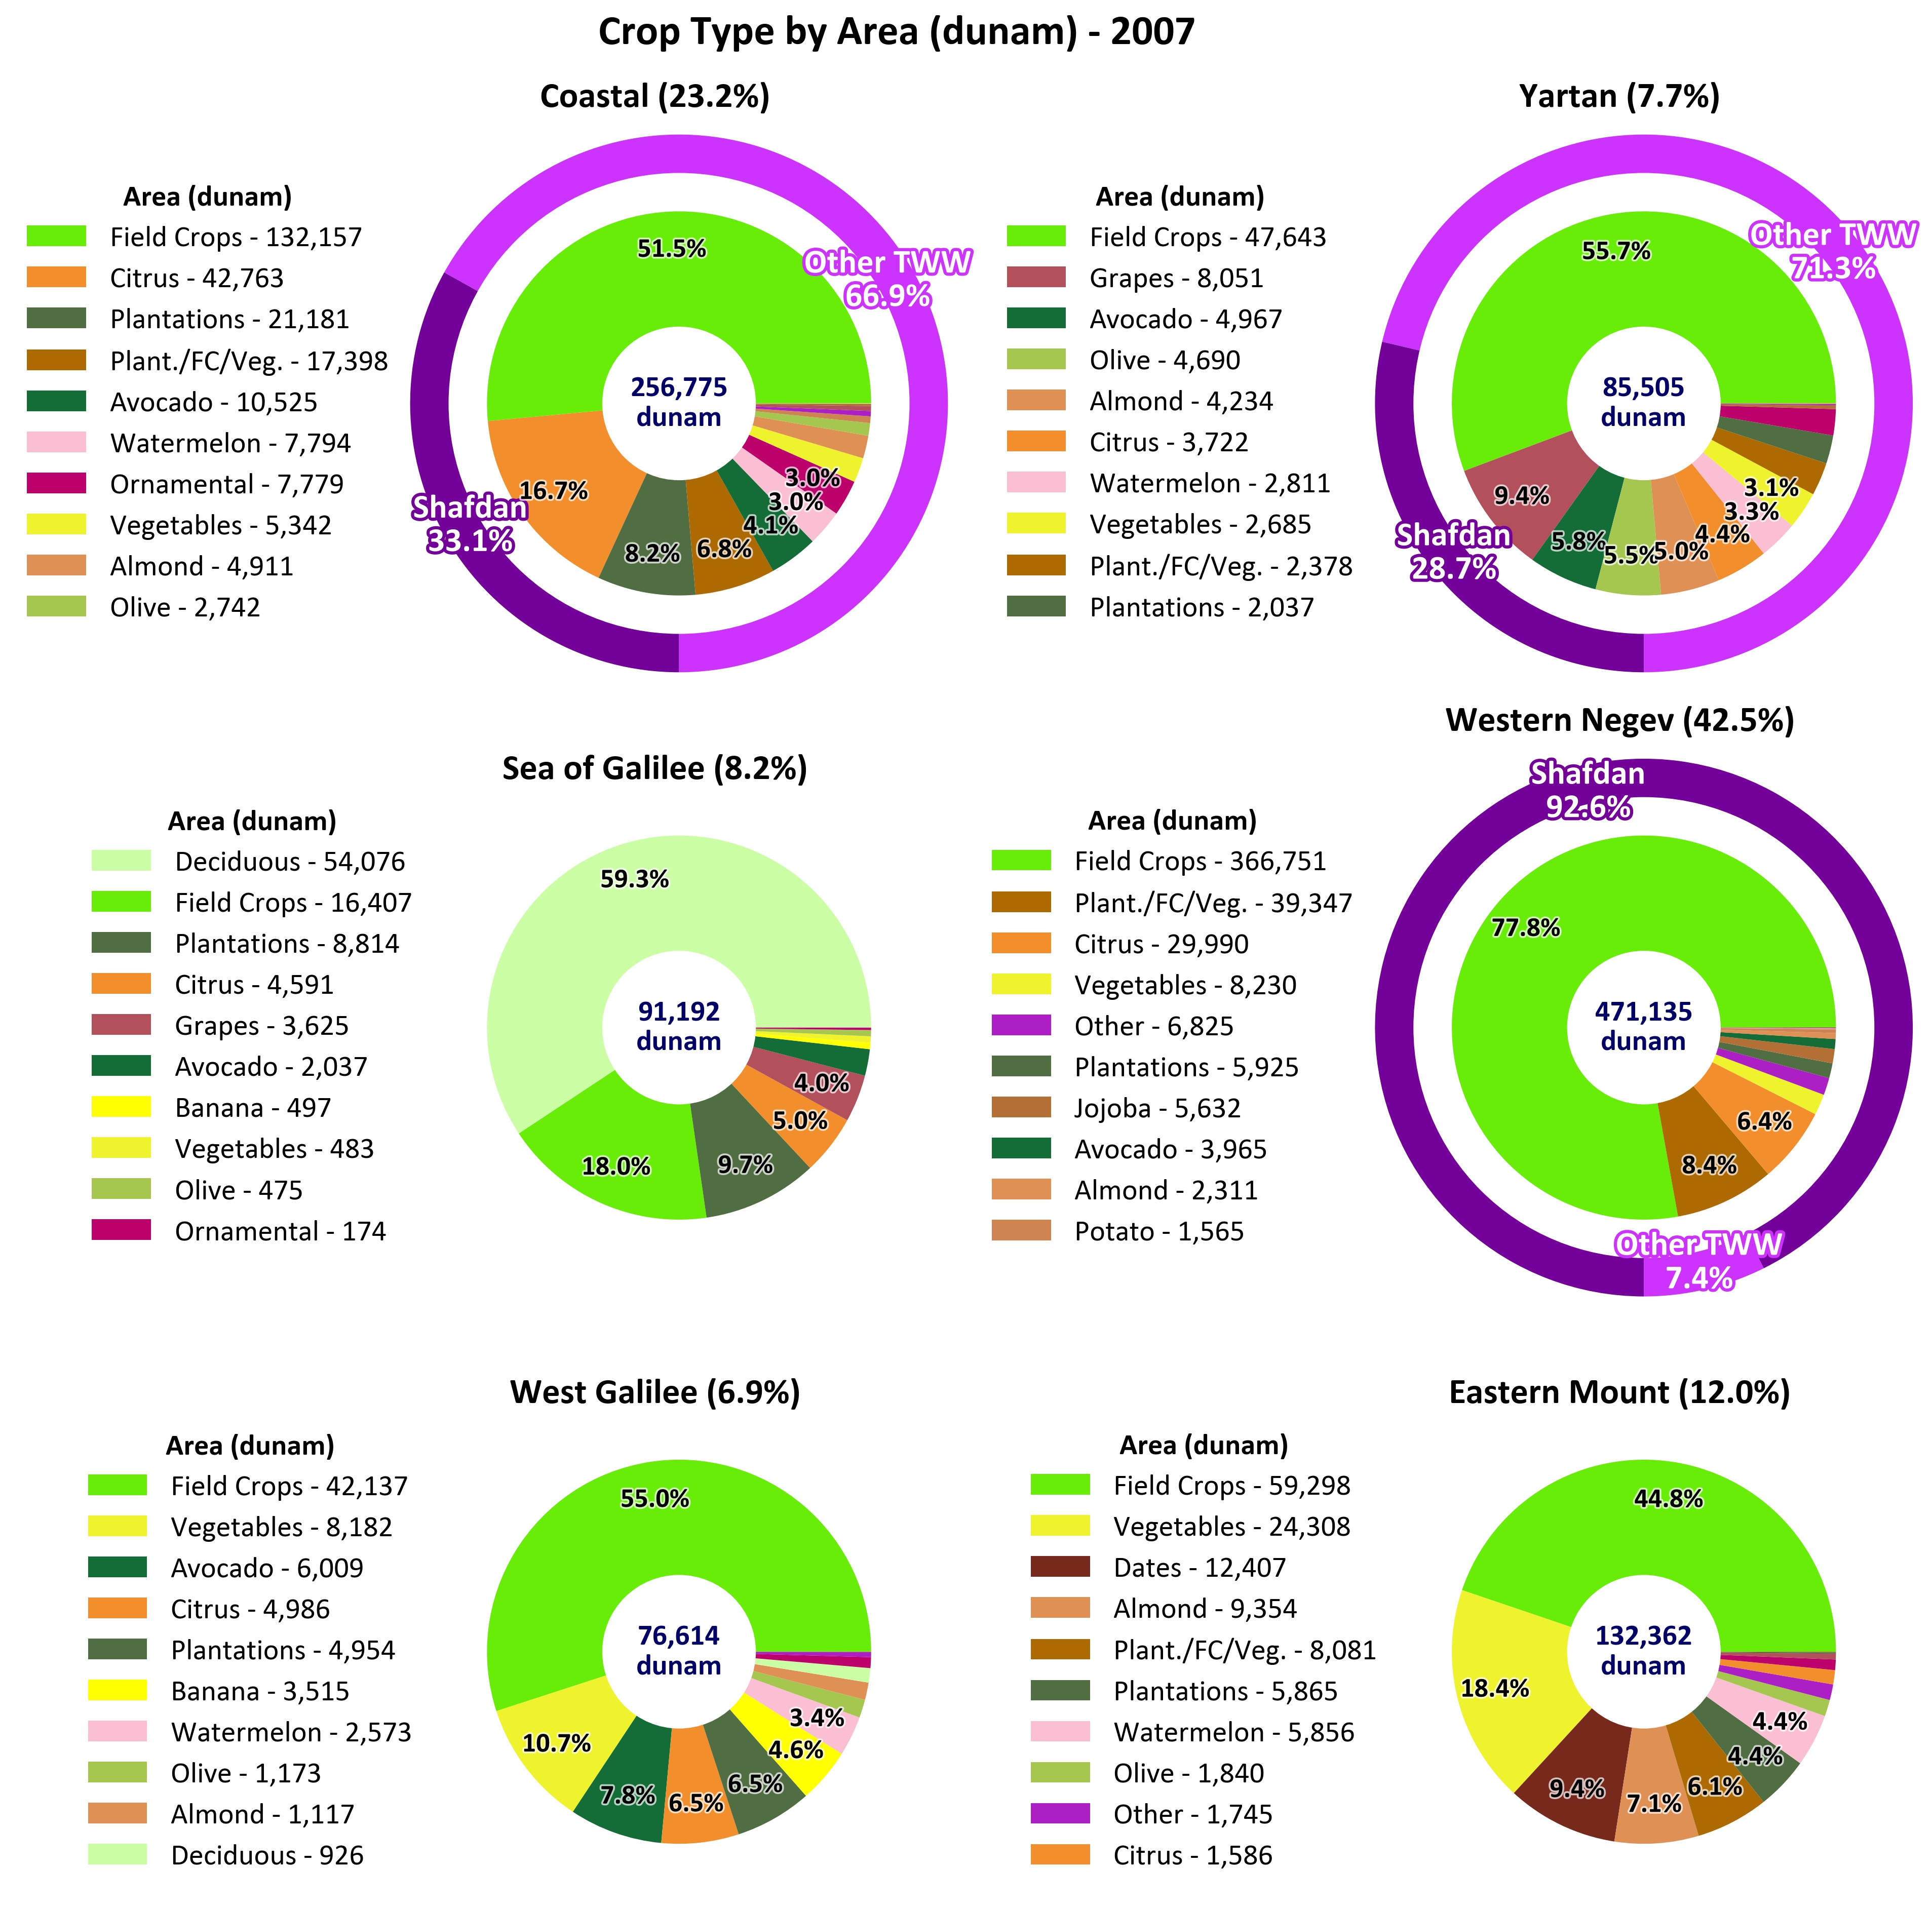 Crop Type by Area (dunam) - 2007
Coastal (23.2%)
Area (dunam)
Field Crops - 132,157
Citrus - 42,763
Plantations - 21,181
Plant./FC/Veg. - 17,398
Avocado - 10,525
Watermelon - 7,794
Ornamental - 7,779
Vegetables - 5,342
Almond - 4,911
Olive - 2,742
51.5%
Other TWW
66.9%
256,775
dunam
16.7%
Shafdan
33.1%
8.2%
6.8%
4.1%
3.0%
3.0%
Yartan (7.7%)
Area (dunam)
Field Crops - 47,643
Grapes - 8,051
Avocado - 4,967
Olive - 4,690
Almond - 4,234
Citrus - 3,722
Watermelon - 2,811
Vegetables - 2,685
Plant./FC/Veg. - 2,378
Plantations - 2,037
55.7%
Other TWW
71.3%
85,505
dunam
9.4%
Shafdan
28.7%
5.8%
5.5%
5.0%
4.4%
3.3%
3.1%
Sea of Galilee (8.2%)
Area (dunam)
Deciduous - 54,076
Field Crops - 16,407
Plantations - 8,814
Citrus - 4,591
Grapes - 3,625
Avocado - 2,037
Banana - 497
Vegetables - 483
Olive - 475
Ornamental - 174
59.3%
91,192
dunam
18.0%
9.7%
5.0%
4.0%
Western Negev (42.5%)
Area (dunam)
Field Crops - 366,751
Plant./FC/Veg. - 39,347
Citrus - 29,990
Vegetables - 8,230
Other - 6,825
Plantations - 5,925
Jojoba - 5,632
Avocado - 3,965
Almond - 2,311
Potato - 1,565
Shafdan
92.6%
77.8%
471,135
dunam
8.4%
6.4%
Other TWW
7.4%
West Galilee (6.9%)
Area (dunam)
Field Crops - 42,137
Vegetables - 8,182
Avocado - 6,009
Citrus - 4,986
Plantations - 4,954
Banana - 3,515
Watermelon - 2,573
Olive - 1,173
Almond - 1,117
Deciduous - 926
55.0%
76,614
dunam
10.7%
7.8%
6.5%
6.5%
4.6%
3.4%
Eastern Mount (12.0%)
Area (dunam)
Field Crops - 59,298
Vegetables - 24,308
Dates - 12,407
Almond - 9,354
Plant./FC/Veg. - 8,081
Plantations - 5,865
Watermelon - 5,856
Olive - 1,840
Other - 1,745
Citrus - 1,586
44.8%
132,362
dunam
18.4%
9.4%
7.1%
6.1%
4.4%
4.4%